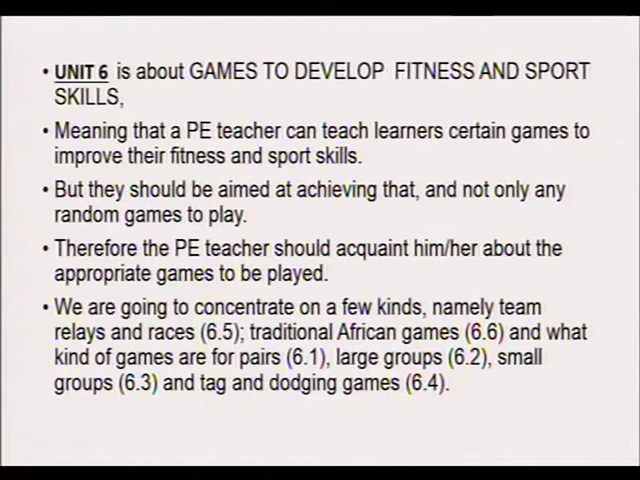 • UNIT 6 is about GAMES TO DEVELOP FITNESS AND SPORT
SKILLS,
• Meaning that a PE teacher can teach learners certain games to
improve their fitness and sport skills.
• But they should be aimed at achieving that, and not only any
random games to play.
• Therefore the PE teacher should acquaint him/her about the
appropriate games to be played.
• We are going to concentrate on a few kinds, namely team
relays and races (6.5); traditional African games (6.6) and what
kind of games are for pairs (6.1), large groups (6.2), small
groups (6.3) and tag and dodging games (6.4).